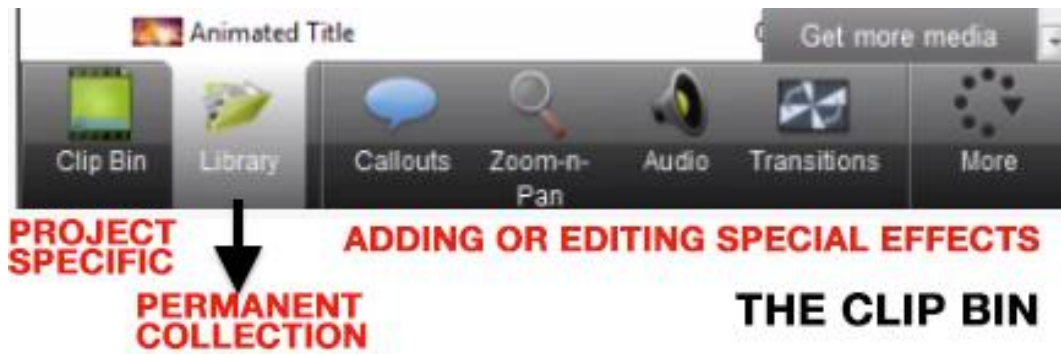 Animated Title
Get more media
Clip Bin
Library
Callouts
Zoom-n-
Pan
Audio
Transitions
More
PROJECT
SPECIFIC
ADDING OR EDITING SPECIAL EFFECTS
PERMANENT
COLLECTION
THE CLIP BIN